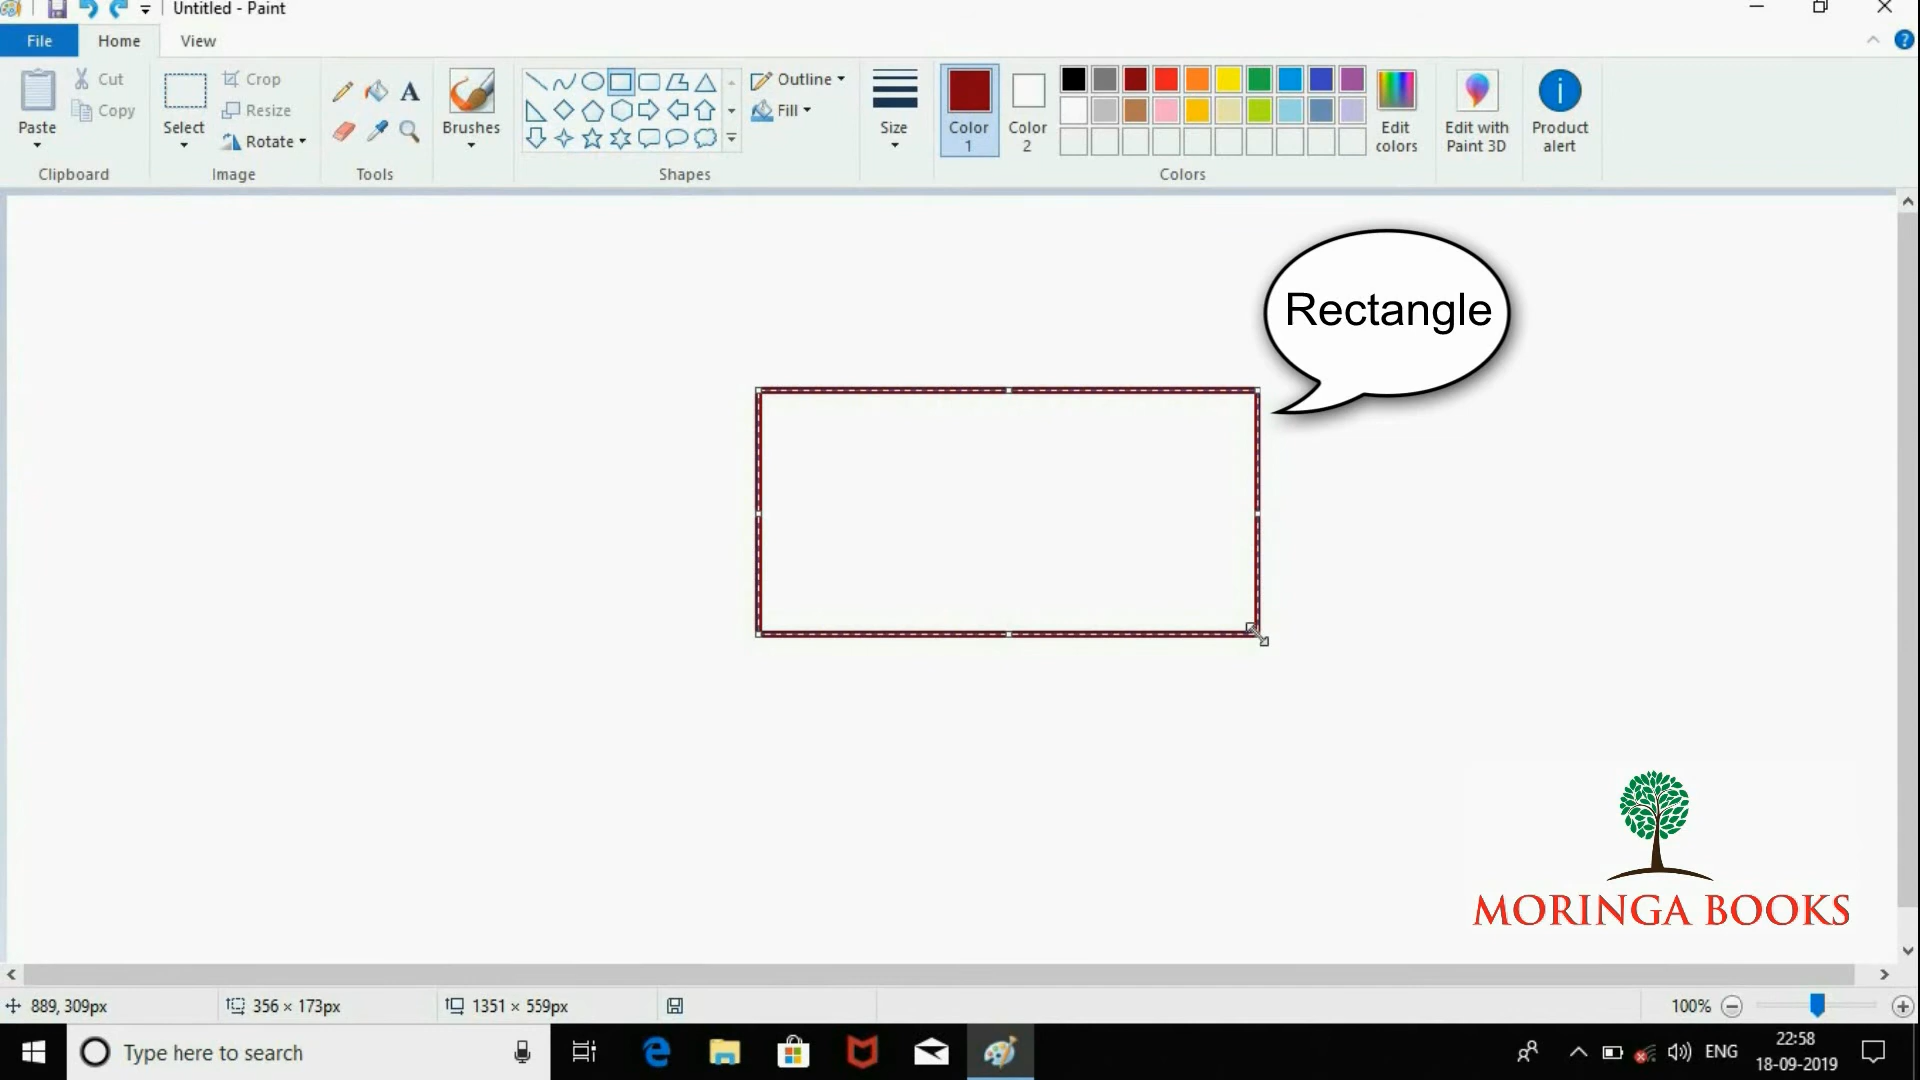 Untitled - Paint
File Home View
Paste
Cut
Copy
Clipboard
Select
Crop
Resize
Rotate
Image
A
Tools
Brushes
Shapes
Outline
Fill
Size
Color
1
Color
2
Colors
Edit
colors
Edit with
Paint 3D
Product
alert
Rectangle
MORINGA BOOKS
889, 309px
356 × 173px
1351 × 559px
100%
Type here to search
ENG
22:58
18-09-2019